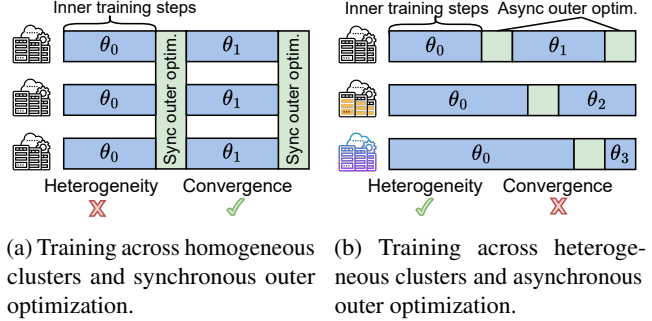 Inner training steps
θ0
Sync outer optim.
θ1
Sync outer optim.
θ0
θ1
θ0
θ1
Heterogeneity
Convergence
(a) Training across homogeneous
clusters and synchronous outer
optimization.
Inner training steps
Async outer optim.
θ0
θ1
θ0
θ2
θ0
θ3
Heterogeneity
Convergence
(b) Training across heteroge-
neous clusters and asynchronous
outer optimization.